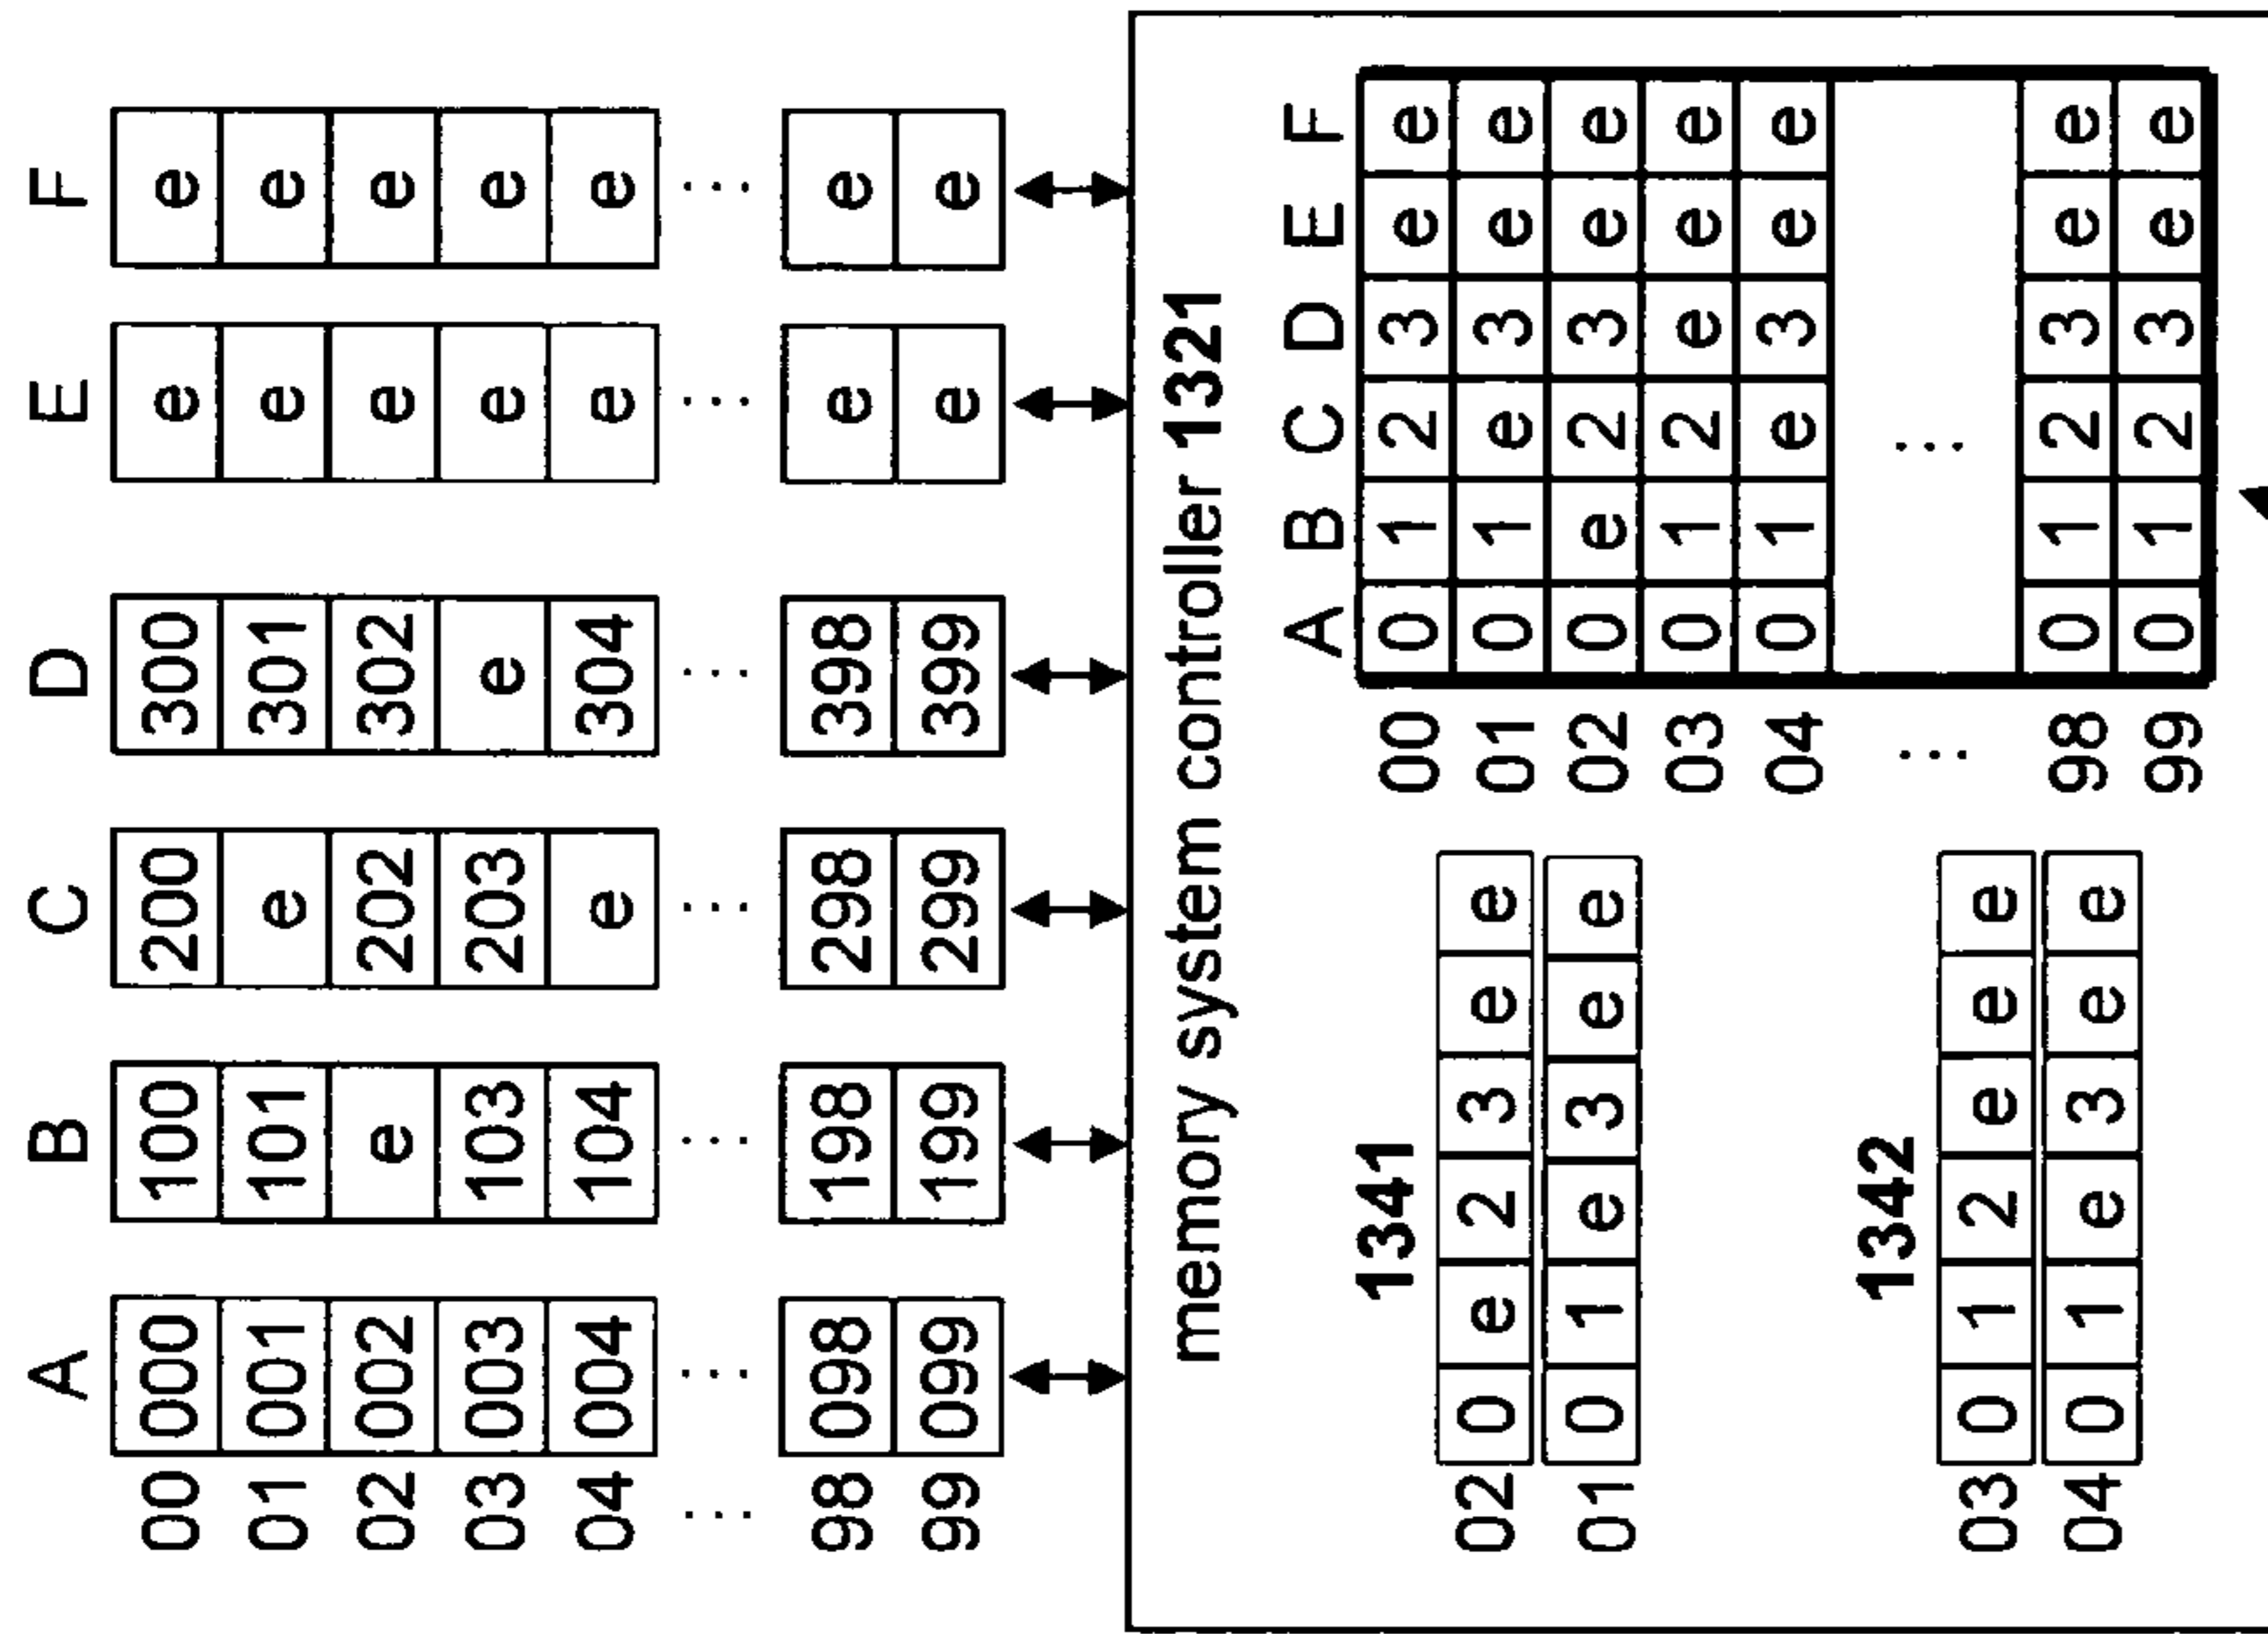 A B C D E F
00 000 100 200 300 e e
01 001 101 e 301 e e
02 002 e 202 302 e e
03 003 103 203 e e e
04 004 104 e 304 e e
... ... ... ... ... ... ...
98 098 198 298 398 e e
99 099 199 299 399 e e
memory system controller 1321
1341
02 0 e 2 3 e e
01 0 1 e 3 e e
1342
03 0 1 2 e e e
04 0 1 e 3 e e
A B C D E F
00 0 1 2 3 e e
01 0 1 e 3 e e
02 0 e 2 3 e e
03 0 1 2 e e e
04 0 1 e 3 e e
... ...
98 0 1 2 3 e e
99 0 1 2 3 e e